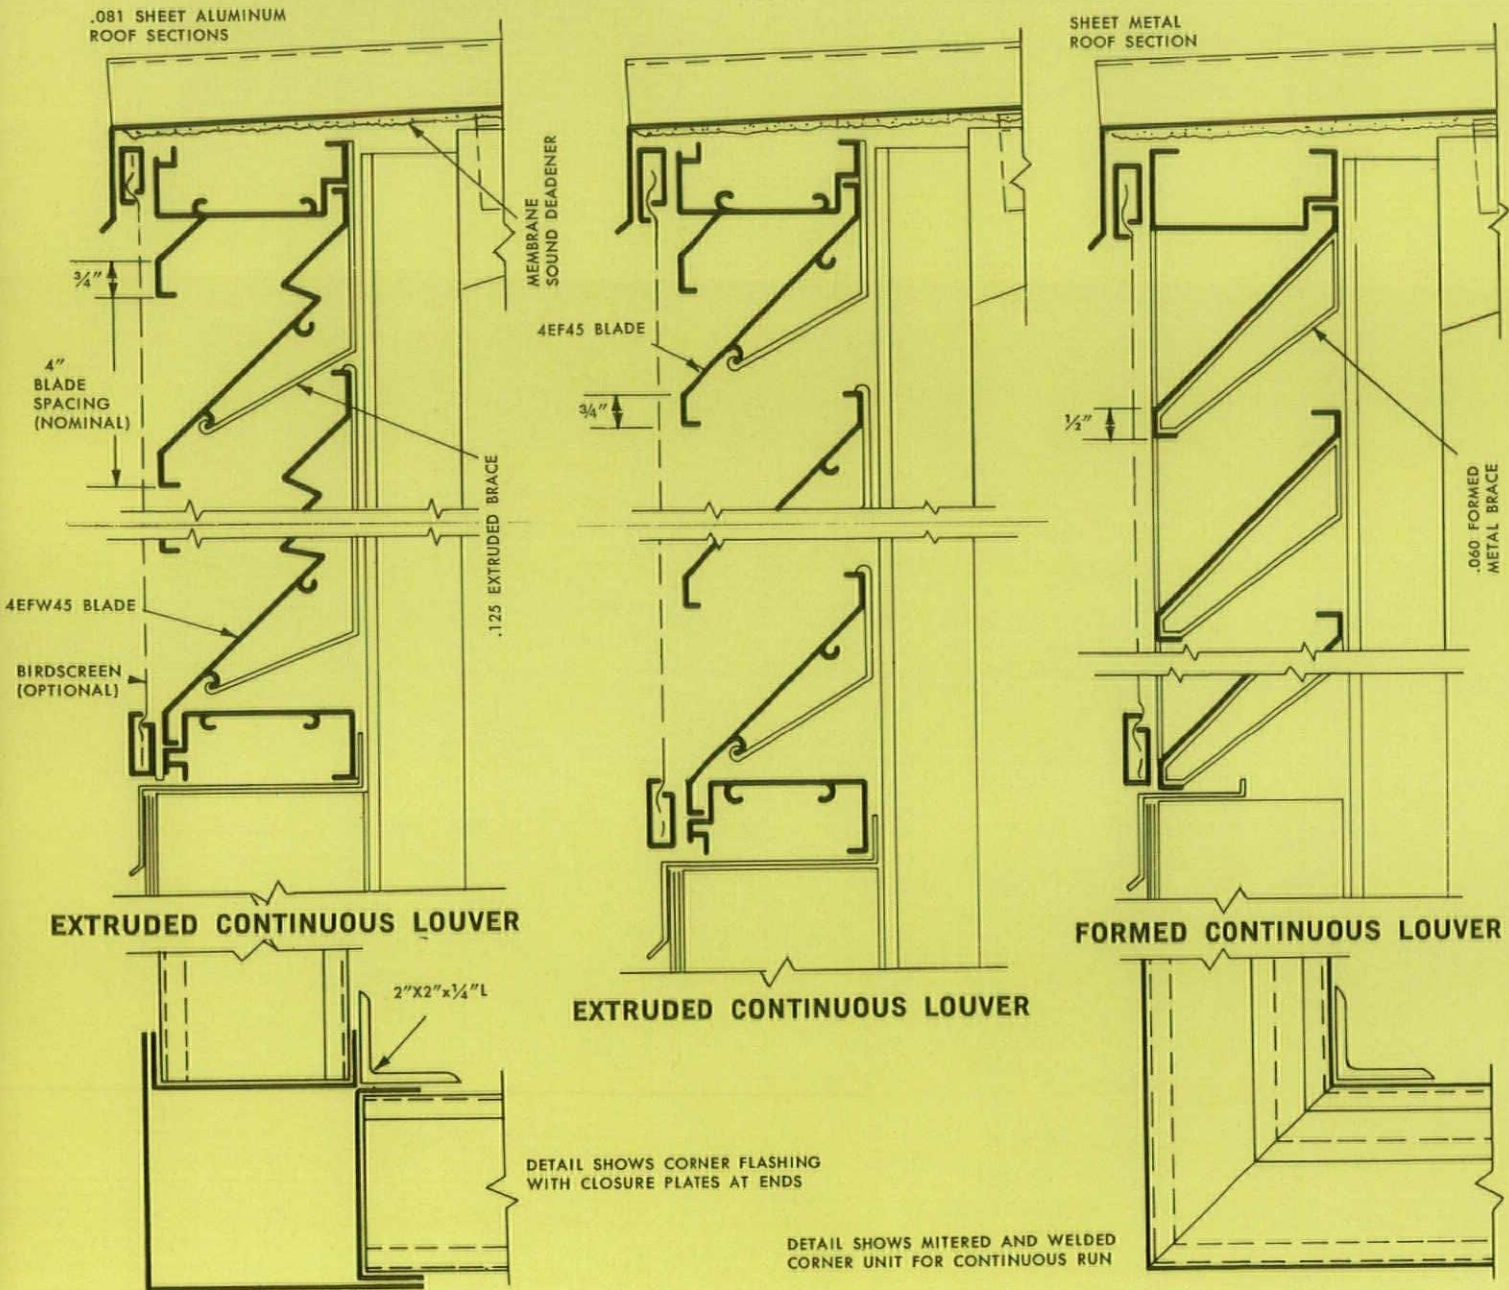 .081 SHEET ALUMINUM
ROOF SECTIONS
SHEET METAL
ROOF SECTION
MEMBRANE
SOUND DEADENER
¾"
4"
BLADE
SPACING
(NOMINAL)
4EF45 BLADE
¾"
½"
.125 EXTRUDED BRACE
.060 FORMED
METAL BRACE
4EFW45 BLADE
BIRDSCREEN
(OPTIONAL)
EXTRUDED CONTINUOUS LOUVER
EXTRUDED CONTINUOUS LOUVER
FORMED CONTINUOUS LOUVER
2"X2"x¼"L
DETAIL SHOWS CORNER FLASHING
WITH CLOSURE PLATES AT ENDS
DETAIL SHOWS MITERED AND WELDED
CORNER UNIT FOR CONTINUOUS RUN